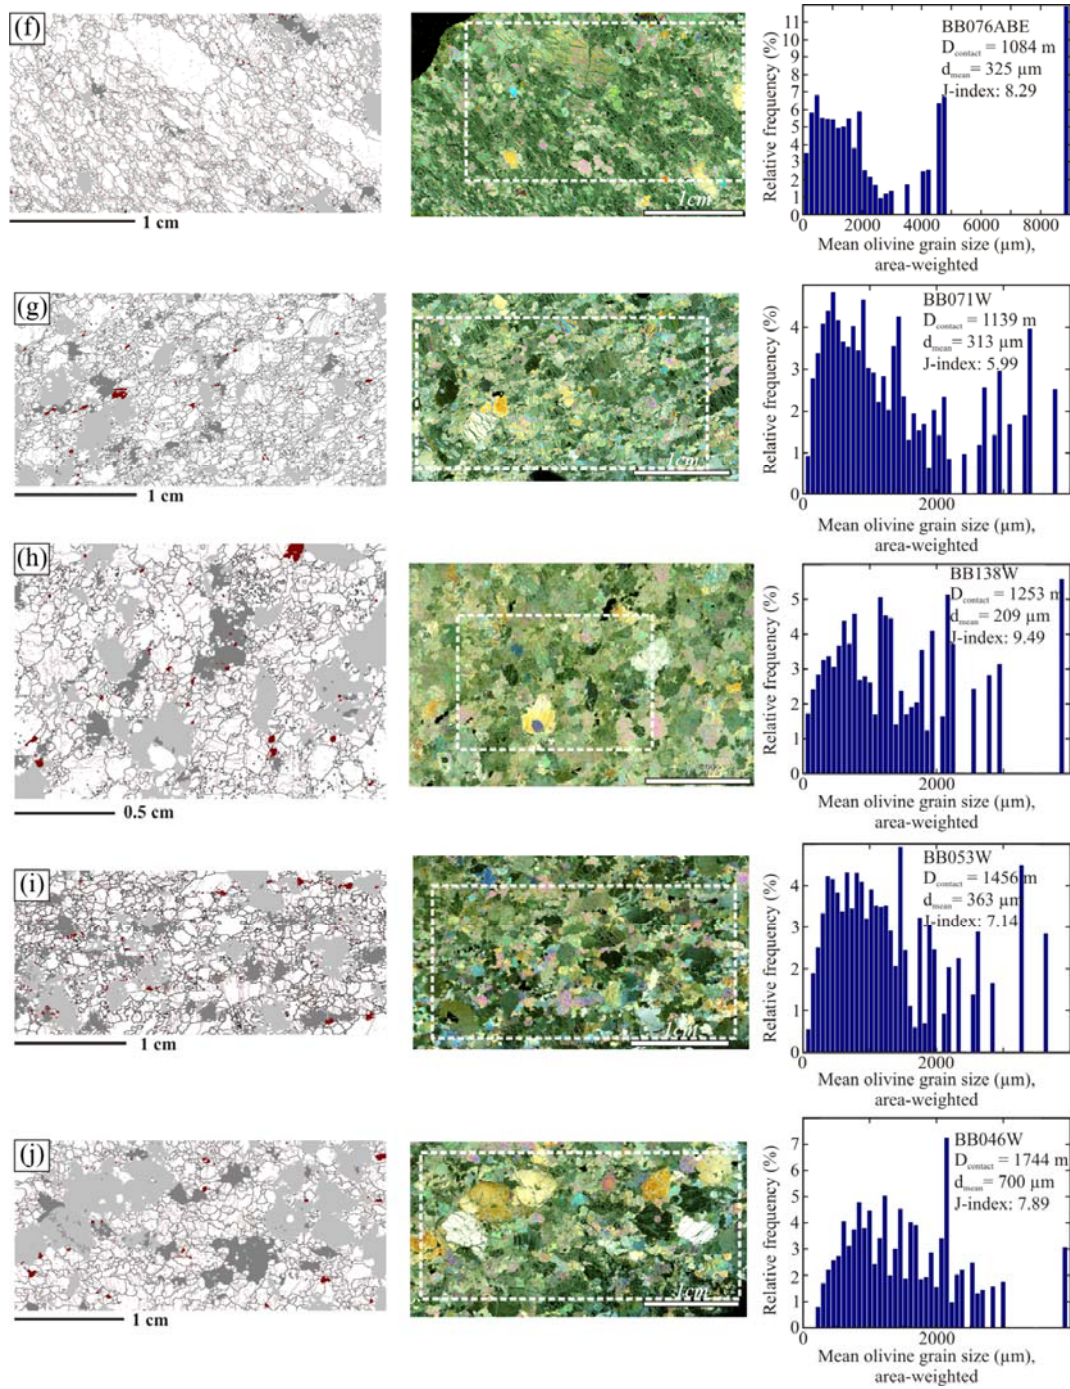 (f)
1 cm
1cm
Relative frequency (%)
11
10
9
8
7
6
5
4
3
2
1
0
BB076ABE
D_contact = 1084 m
d_mean = 325 µm
J-index: 8.29
0 2000 4000 6000 8000
Mean olivine grain size (µm),
area-weighted
(g)
1 cm
1cm
Relative frequency (%)
4
3
2
1
0
BB071W
D_contact = 1139 m
d_mean = 313 µm
J-index: 5.99
2000
Mean olivine grain size (µm),
area-weighted
(h)
0.5 cm
Relative frequency (%)
5
4
3
2
1
0
BB138W
D_contact = 1253 m
d_mean = 209 µm
J-index: 9.49
2000
Mean olivine grain size (µm),
area-weighted
(i)
1 cm
1cm
Relative frequency (%)
4
3
2
1
0
BB053W
D_contact = 1456 m
d_mean = 363 µm
J-index: 7.14
2000
Mean olivine grain size (µm),
area-weighted
(j)
1 cm
1cm
Relative frequency (%)
7
6
5
4
3
2
1
0
BB046W
D_contact = 1744 m
d_mean = 700 µm
J-index: 7.89
2000
Mean olivine grain size (µm),
area-weighted